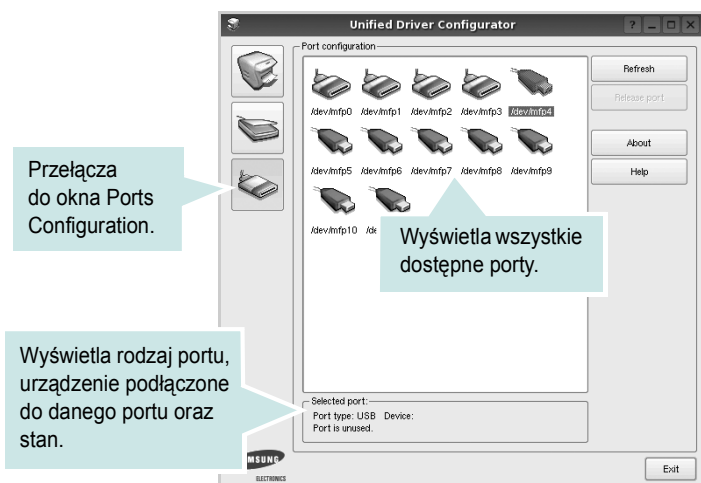 Unified Driver Configurator
Port configuration
/dev/mfp0 /dev/mfp1 /dev/mfp2 /dev/mfp3 /dev/mfp4
/dev/mfp5 /dev/mfp6 /dev/mfp7 /dev/mfp8 /dev/mfp9
/dev/mfp10
Refresh
Release port
About
Help
Przełącza
do okna Ports
Configuration.
Wyświetla wszystkie
dostępne porty.
Wyświetla rodzaj portu,
urządzenie podłączone
do danego portu oraz
stan.
Selected port:
Port type: USB Device:
Port is unused.
MSUNG
ELECTRONICS
Exit